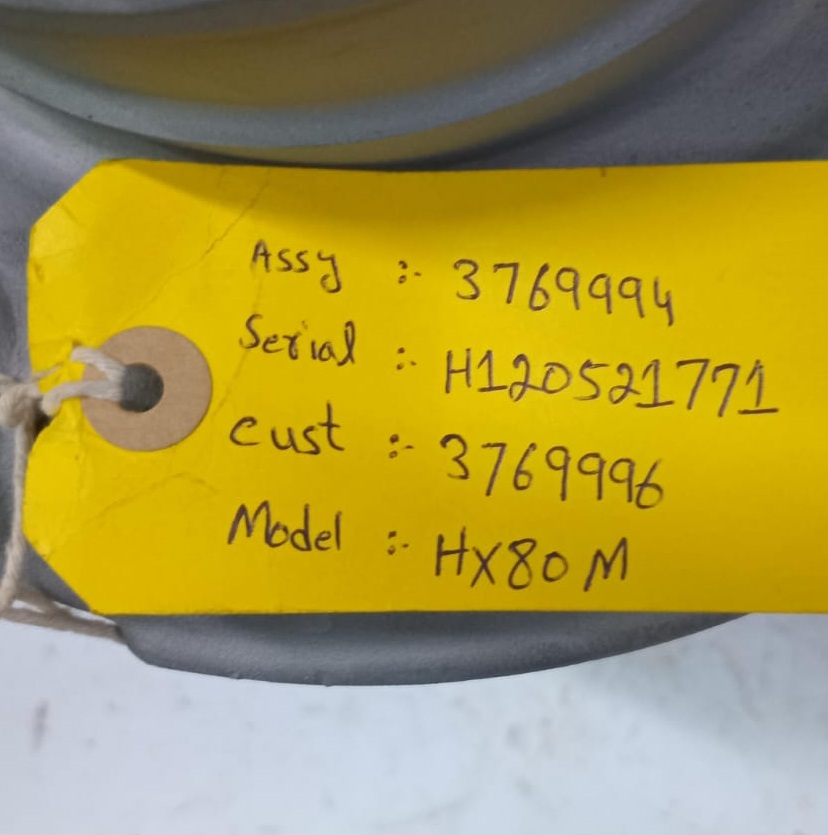 Assy :- 3769994
Serial :- H120521771
Cust :- 3769996
Model :- HX80M